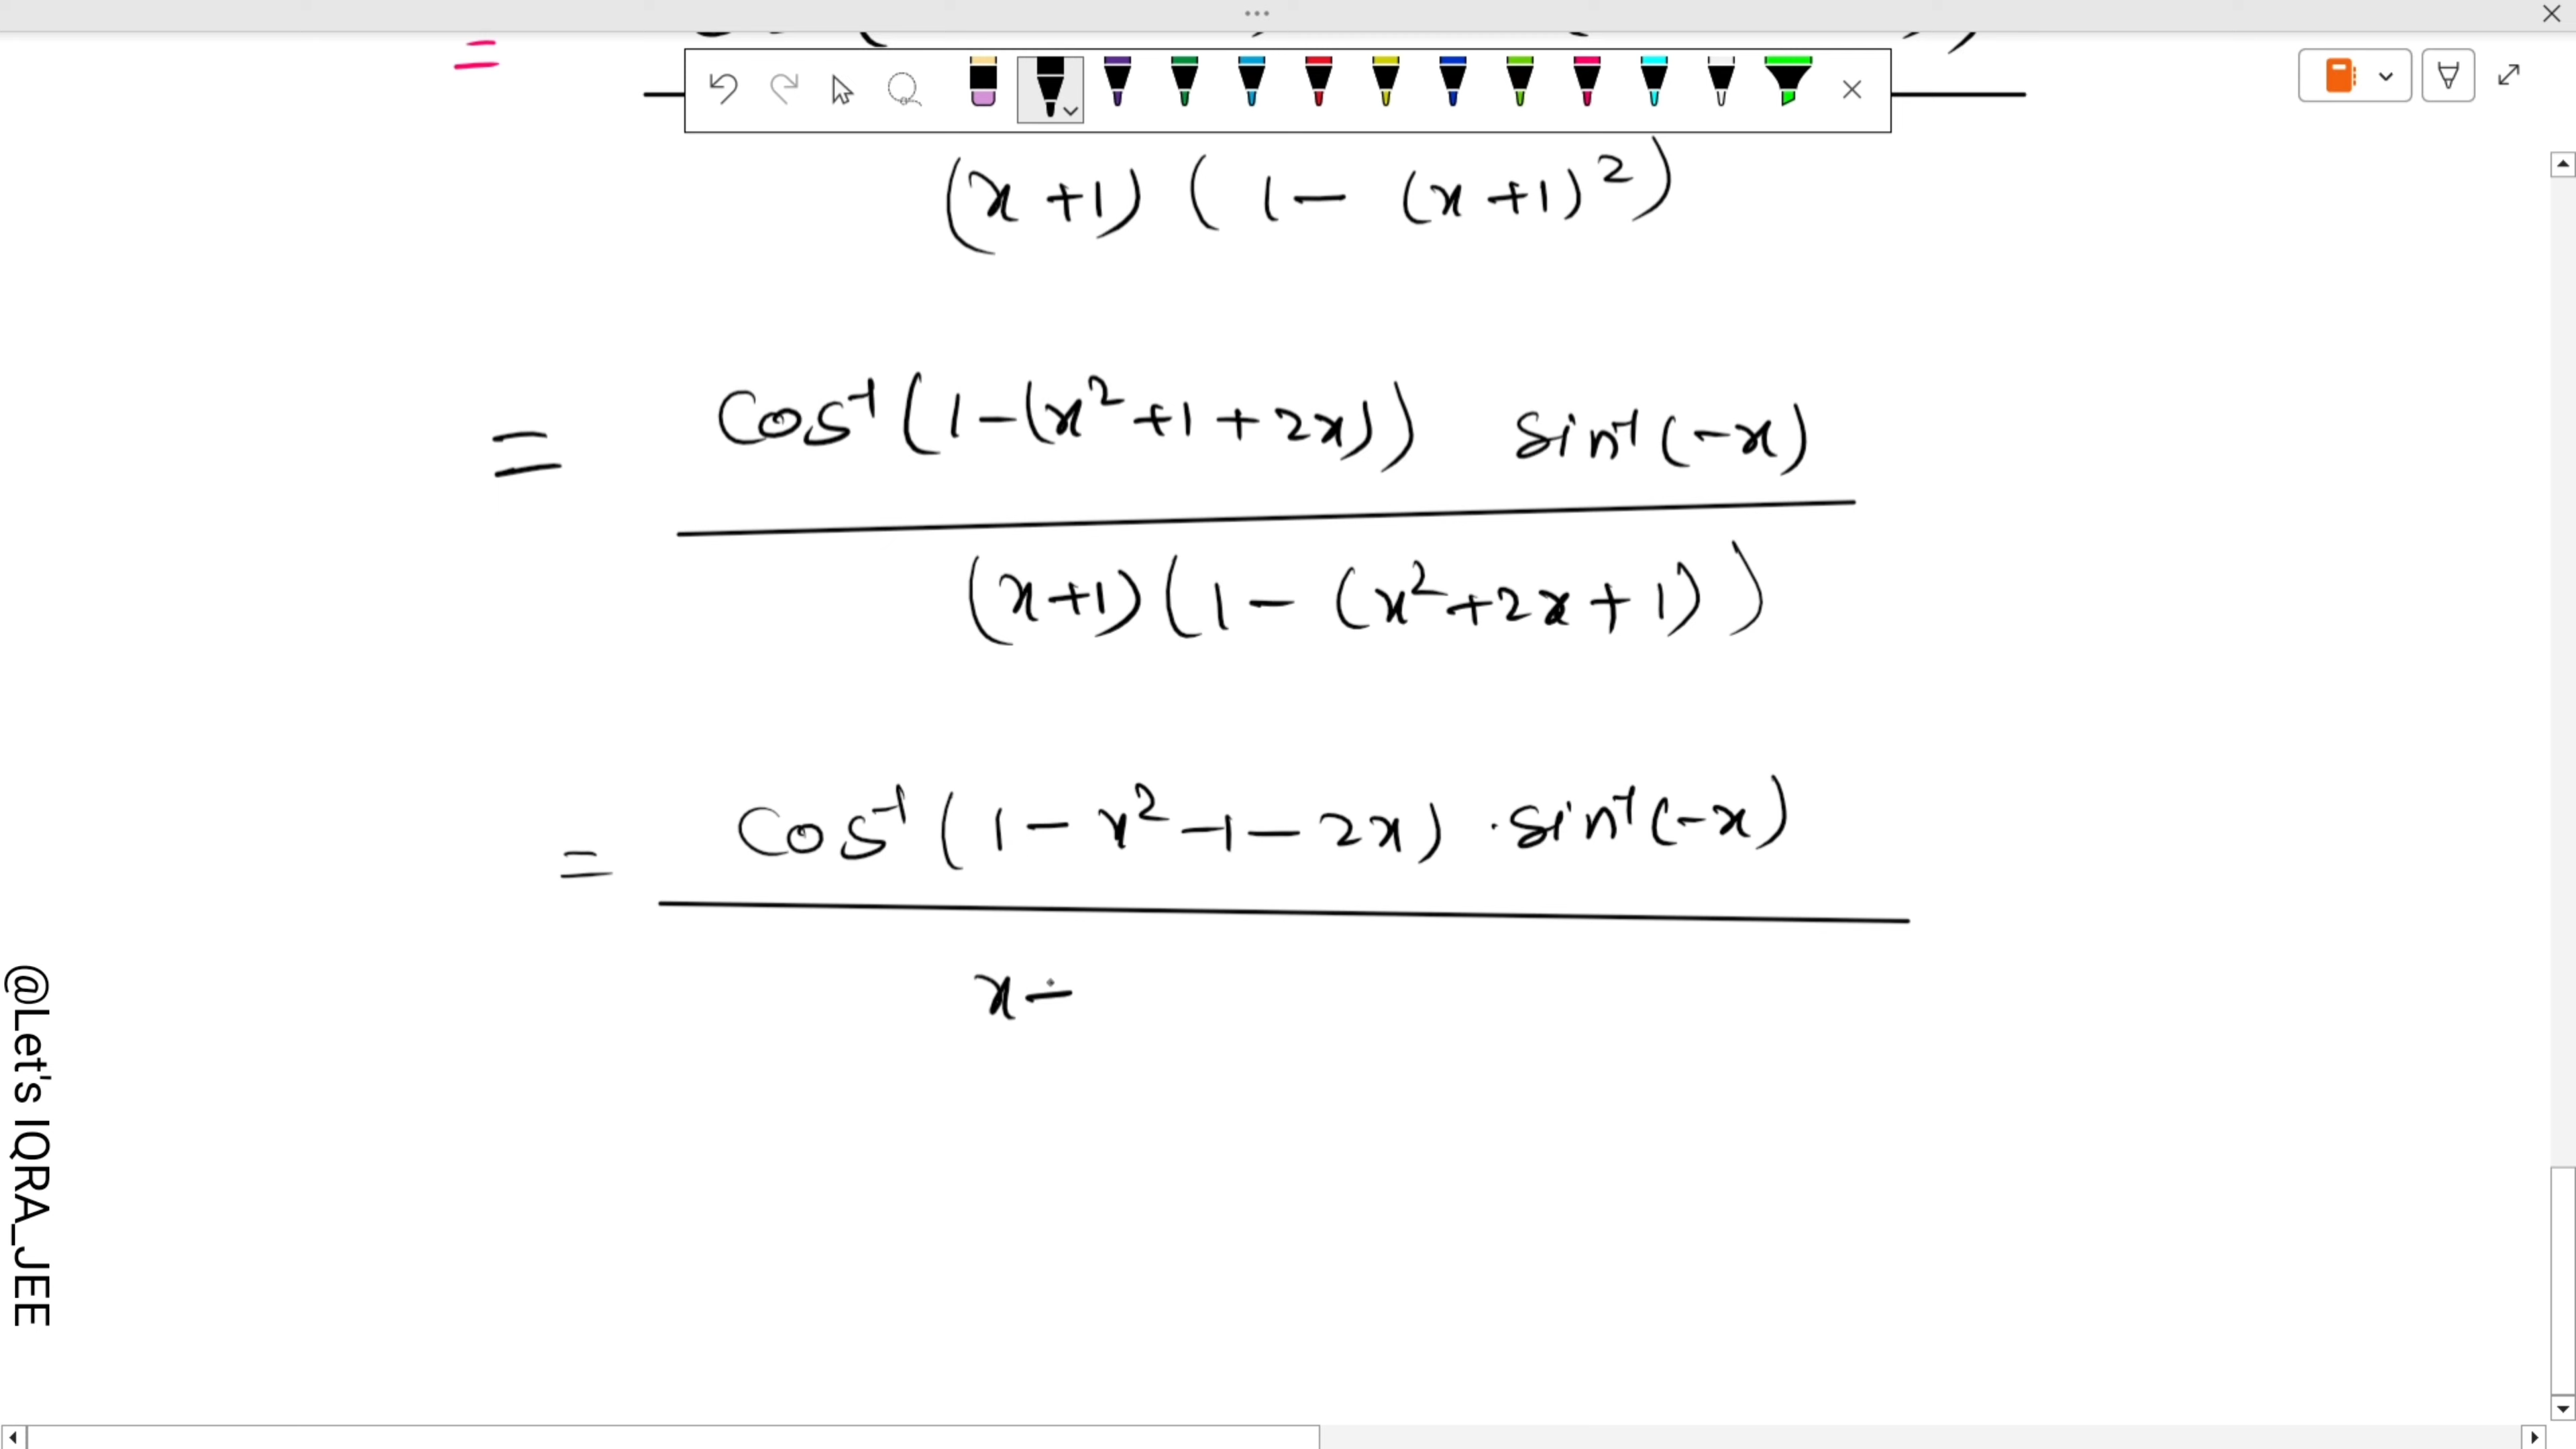 =
(x+1) (1-(x+1)²)
= Cos⁻¹(1-(x²+1+2x)) Sin⁻¹(-x)
(x+1)(1-(x²+2x+1))
= Cos⁻¹(1-x²-1-2x) · Sin⁻¹(-x)
x-
@Let's IQRA_JEE